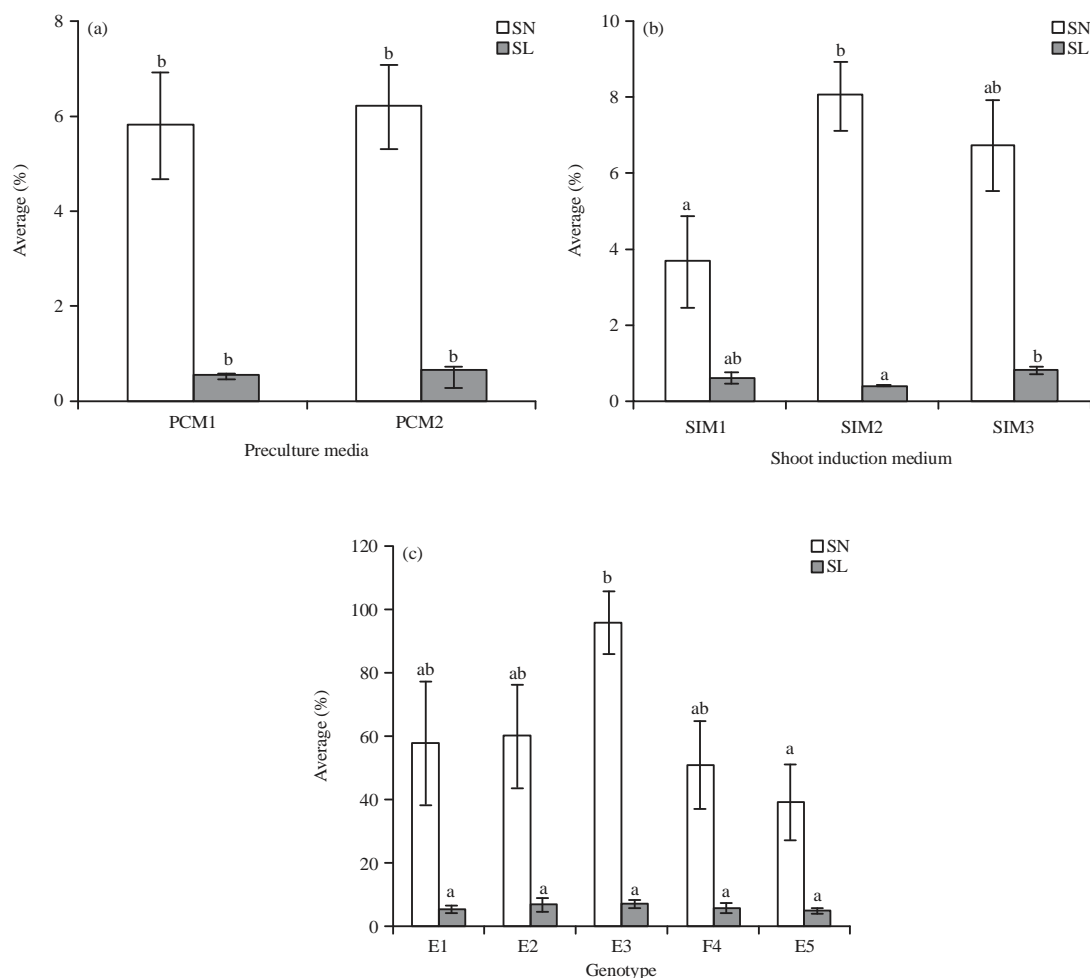 (a)
SN
SL
8
6
4
2
0
Average (%)
b
b
b
b
PCM1 PCM2
Preculture media
(b)
SN
SL
10
8
6
4
2
0
Average (%)
a
ab
b
a
ab
b
SIM1 SIM2 SIM3
Shoot induction medium
(c)
SN
SL
120
100
80
60
40
20
0
Average (%)
ab
a
ab
a
b
a
ab
a
a
a
E1 E2 E3 F4 E5
Genotype